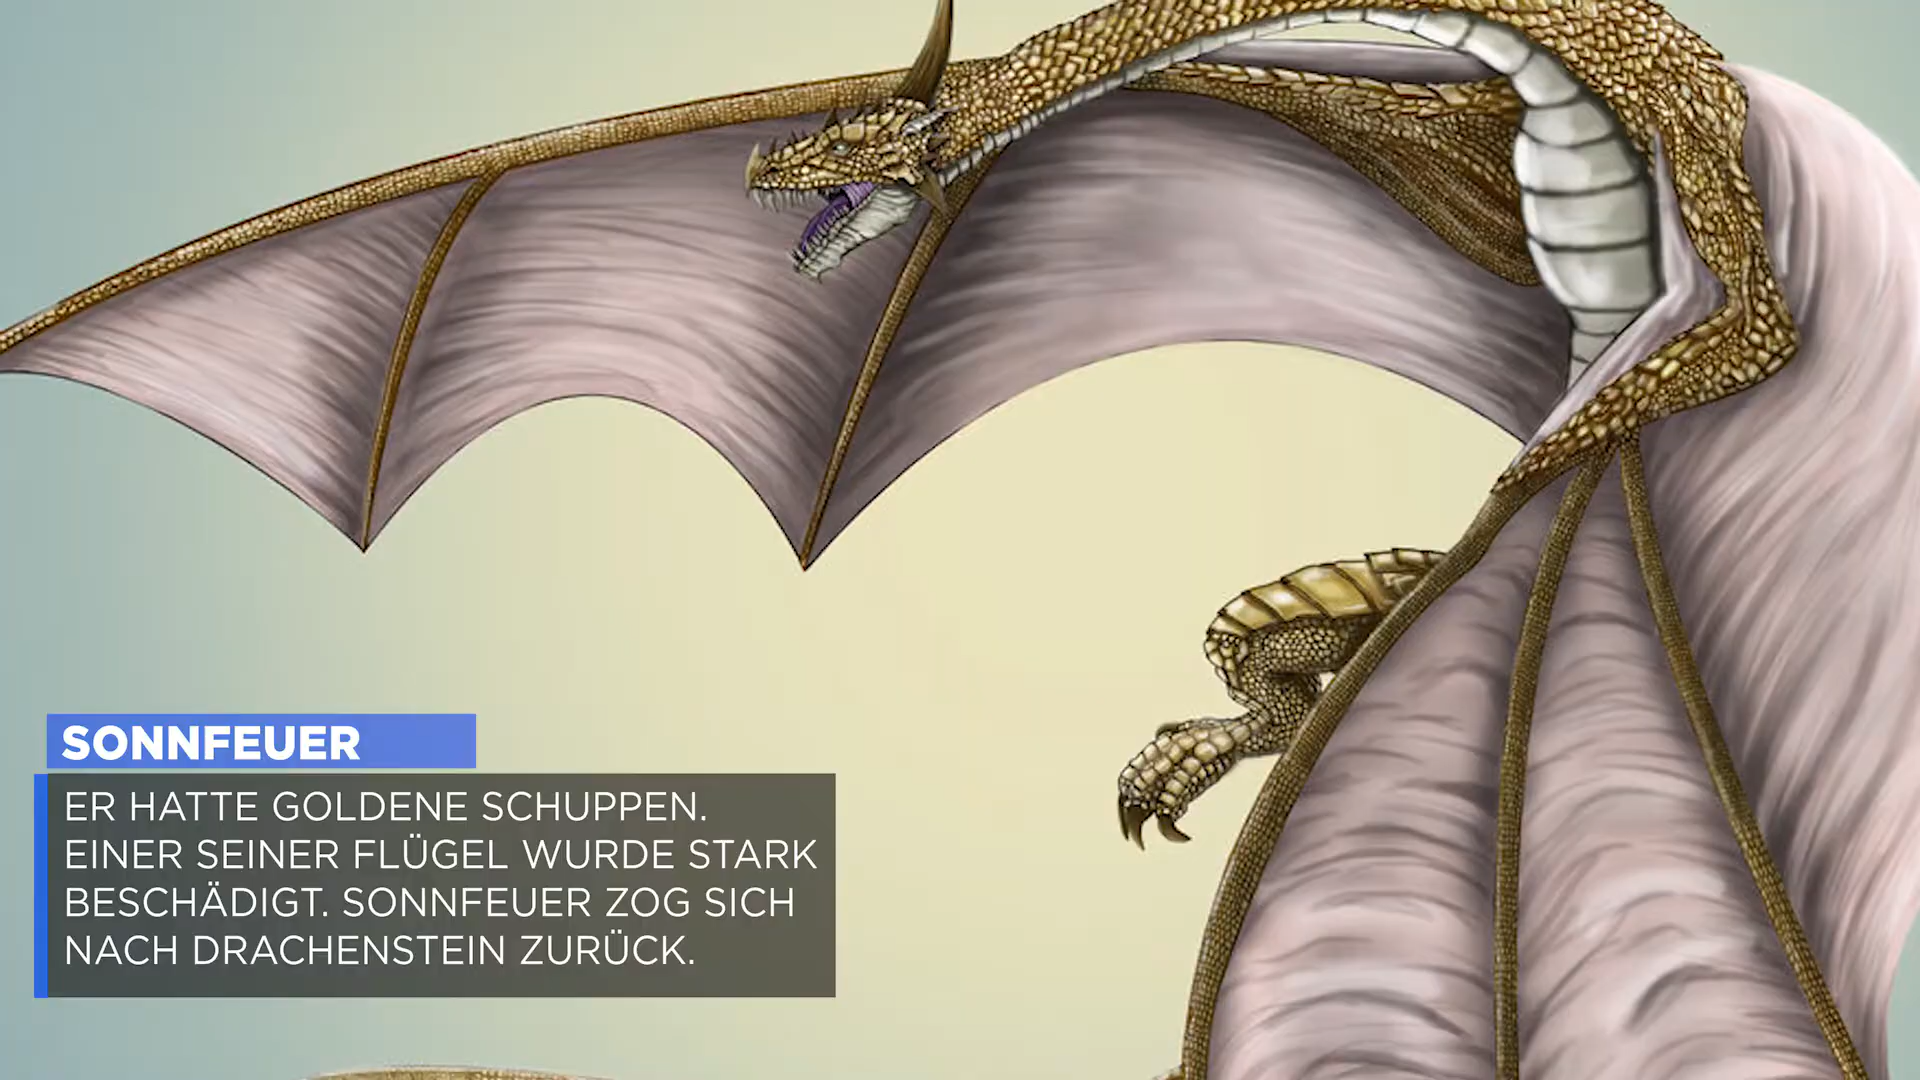 SONNFEUER
ER HATTE GOLDENE SCHUPPEN.
EINER SEINER FLÜGEL WURDE STARK
BESCHÄDIGT. SONNFEUER ZOG SICH
NACH DRACHENSTEIN ZURÜCK.